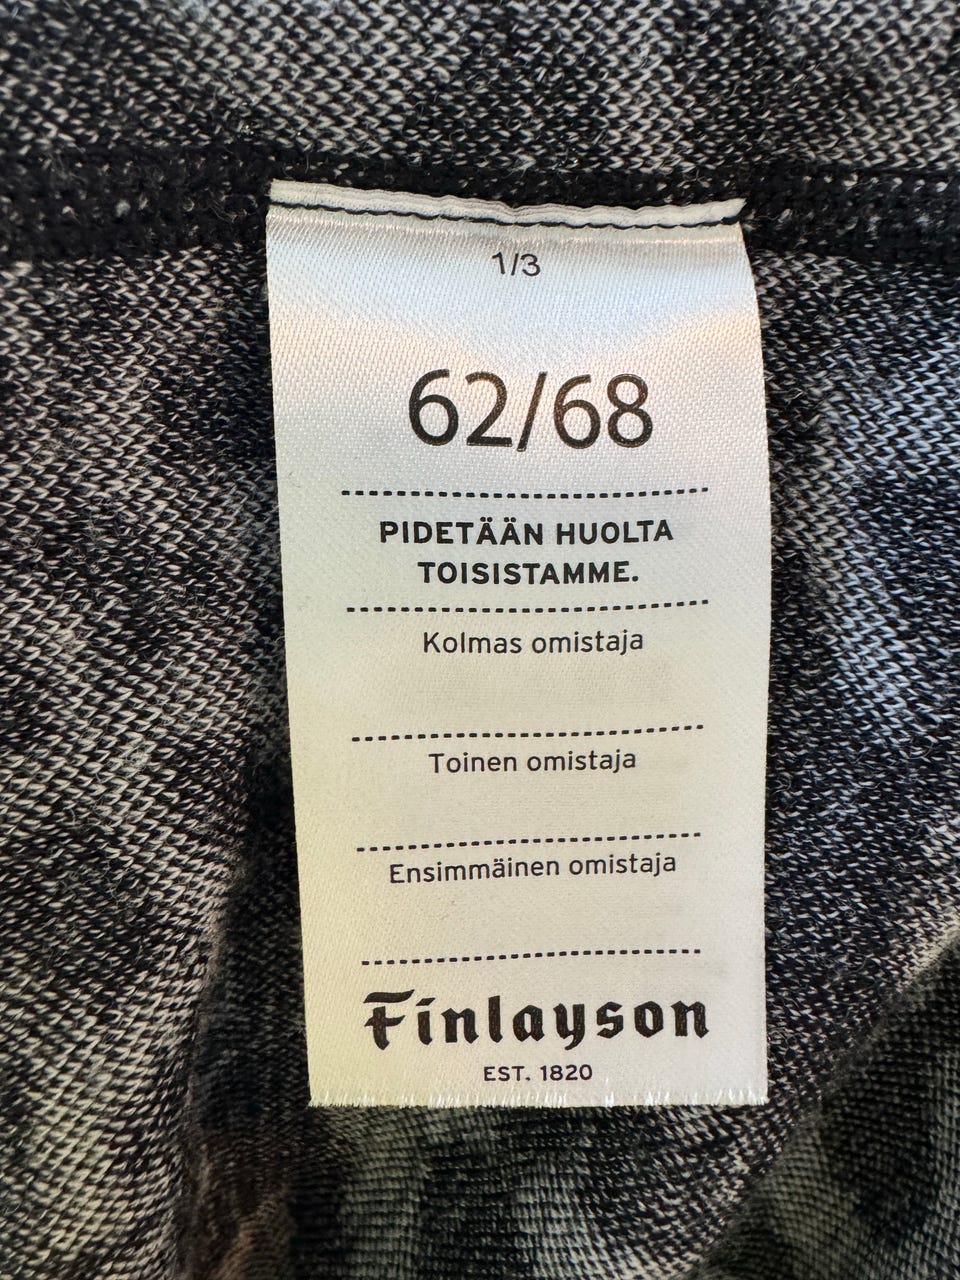 1/3
62/68
PIDETÄÄN HUOLTA
TOISISTAMME.
Kolmas omistaja
Toinen omistaja
Ensimmäinen omistaja
Finlayson
EST. 1820